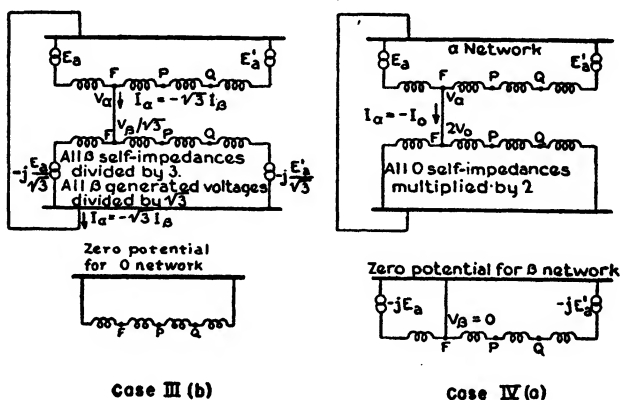 Ea
E'a
F
P
Q
Vα
Iα = -√3 Iβ
Vβ/√3
F
P
Q
-j Ea/√3
All β self-impedances
divided by 3.
All β generated voltages
divided by √3
-j E'a/√3
Iα = -√3 Iβ
Zero potential
for 0 network
F
P
Q
Case III (b)
Ea
α Network
E'a
F
P
Q
Vα
Iα = -I0
2V0
F
P
Q
All 0 self-impedances
multiplied by 2
Zero potential for β network
-jEa
-jE'a
Vβ = 0
F
P
Q
Case IV (a)